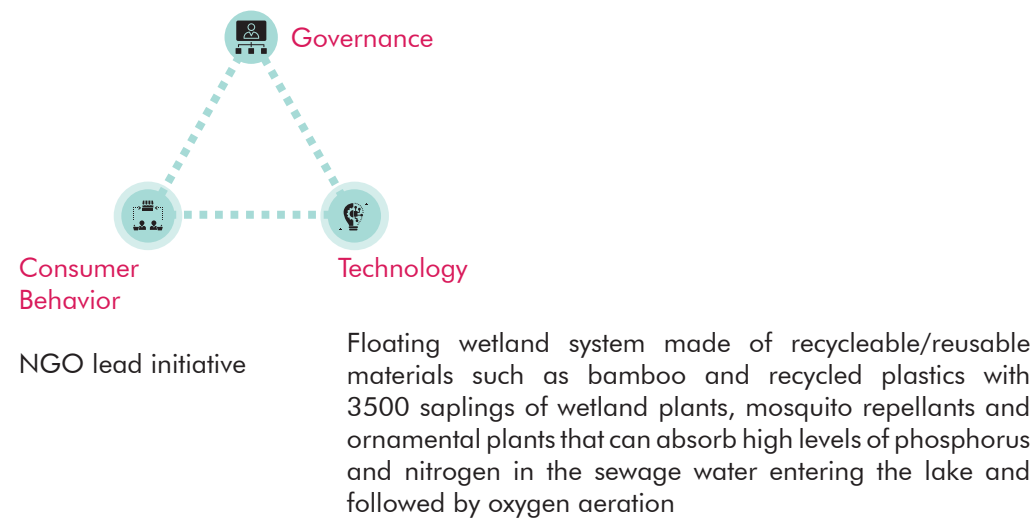 Governance
Consumer
Behavior
Technology
NGO lead initiative
Floating wetland system made of recycleable/reusable
materials such as bamboo and recycled plastics with
3500 saplings of wetland plants, mosquito repellants and
ornamental plants that can absorb high levels of phosphorus
and nitrogen in the sewage water entering the lake and
followed by oxygen aeration